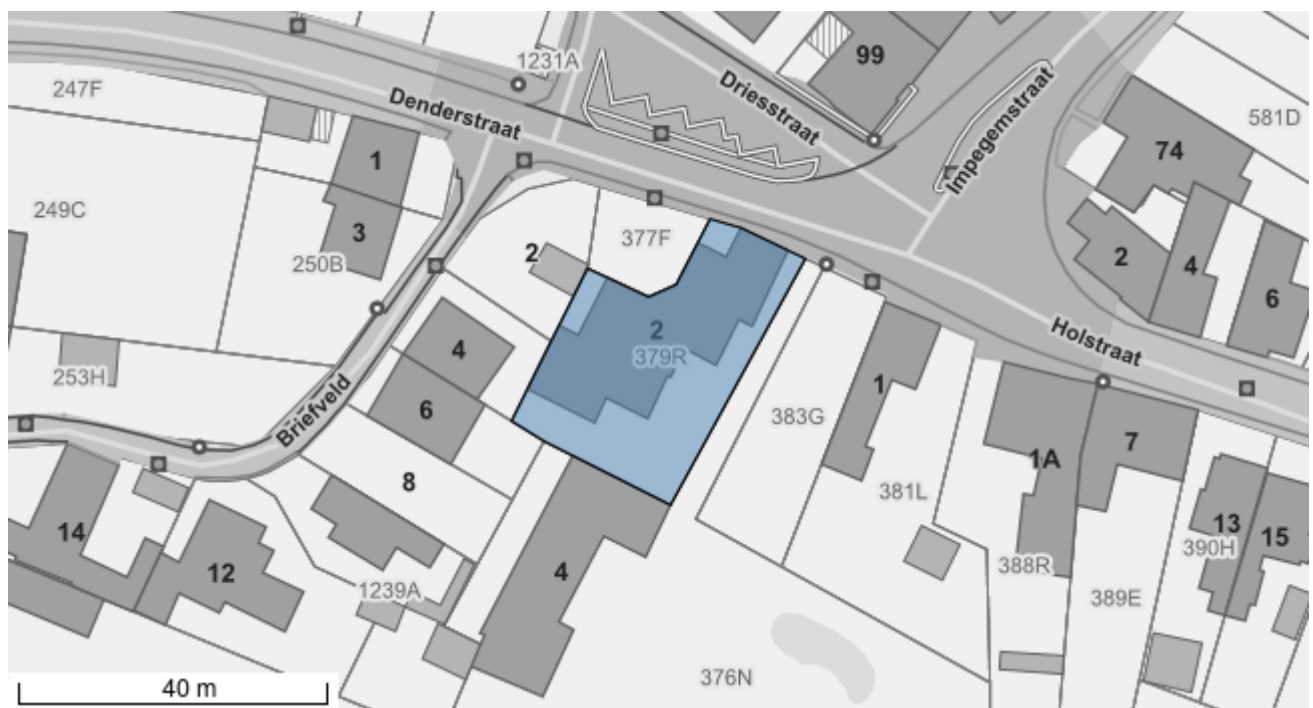 1231A
99
247F
Denderstraat
Driesstraat
Impegemstraat
581D
1
74
249C
3
250B
2
377F
2
4
6
2
379R
4
Holstraat
253H
6
Briefveld
383G
1
8
381L
1A
7
14
12
4
13
15
390H
1239A
388R
389E
376N
40 m